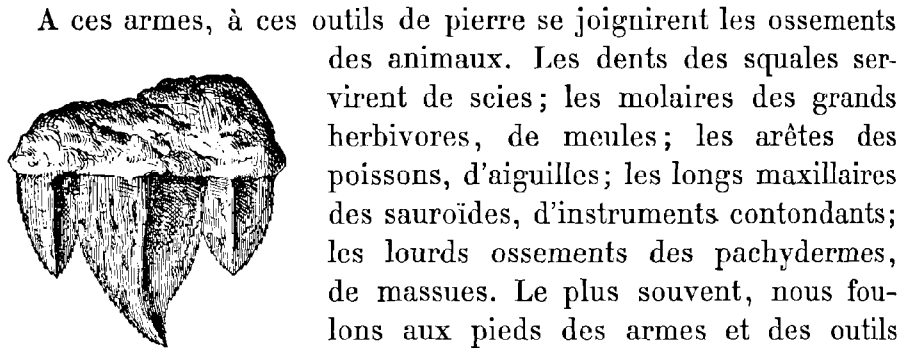 A ces armes, à ces outils de pierre se joignirent les ossements
des animaux. Les dents des squales ser-
virent de scies; les molaires des grands
herbivores, de meules; les arêtes des
poissons, d'aiguilles; les longs maxillaires
des sauroïdes, d'instruments contondants;
les lourds ossements des pachydermes,
de massues. Le plus souvent, nous fou-
lons aux pieds des armes et des outils